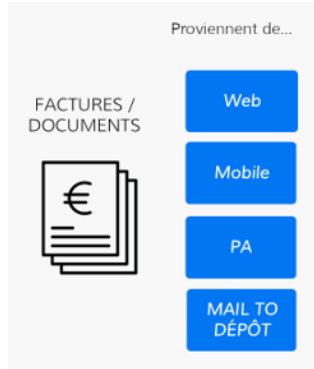 Proviennent de...
FACTURES /
DOCUMENTS
€
Web
Mobile
PA
MAIL TO
DÉPÔT